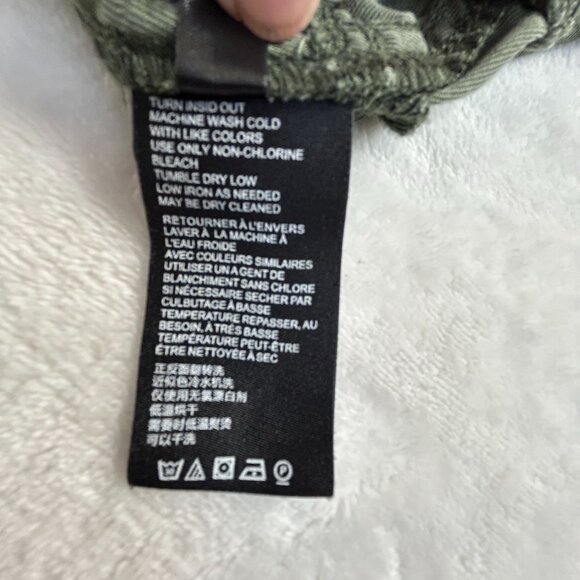 TURN INSID OUT
MACHINE WASH COLD
WITH LIKE COLORS
USE ONLY NON-CHLORINE
BLEACH
TUMBLE DRY LOW
LOW IRON AS NEEDED
MAY BE DRY CLEANED
RETOURNER À L'ENVERS
LAVER À LA MACHINE À
L'EAU FROIDE
AVEC COULEURS SIMILAIRES
UTILISER UN AGENT DE
BLANCHIMENT SANS CHLORE
SI NÉCESSAIRE SECHER PAR
CULBUTAGE À BASSE
TEMPERATURE REPASSER, AU
BESOIN, À TRÉS BASSE
TEMPÉRATURE PEUT-ÊTRE
ÊTRE NETTOYÉE À SEC
正反面翻转洗
近似色冷水机洗
仅使用无氯漂白剂
低温烘干
需要时低温熨烫
可以干洗
P